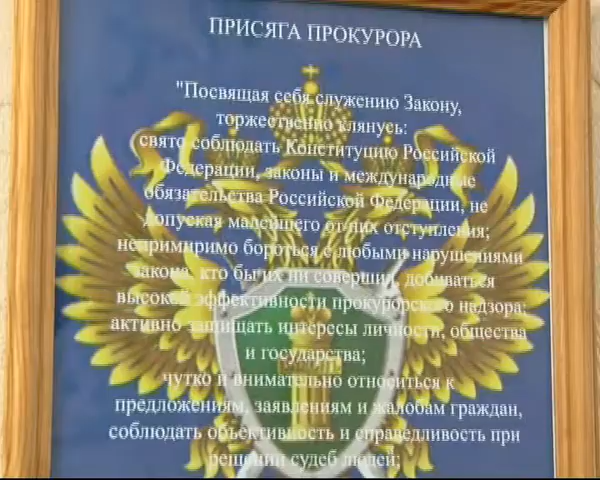 ПРИСЯГА ПРОКУРОРА
"Посвящая себя служению Закону,
торжественно клянусь:
свято соблюдать Конституцию Российской
Федерации, законы и международные
обязательства Российской Федерации, не
допуская малейшего от них отступления;
непримиримо бороться с любыми нарушениями
закона, кто бы их ни совершил, добиваться
высокой эффективности прокурорского надзора;
активно защищать интересы личности, общества
и государства;
чутко и внимательно относиться к
предложениям, заявлениям и жалобам граждан,
соблюдать объективность и справедливость при
решении судеб людей;